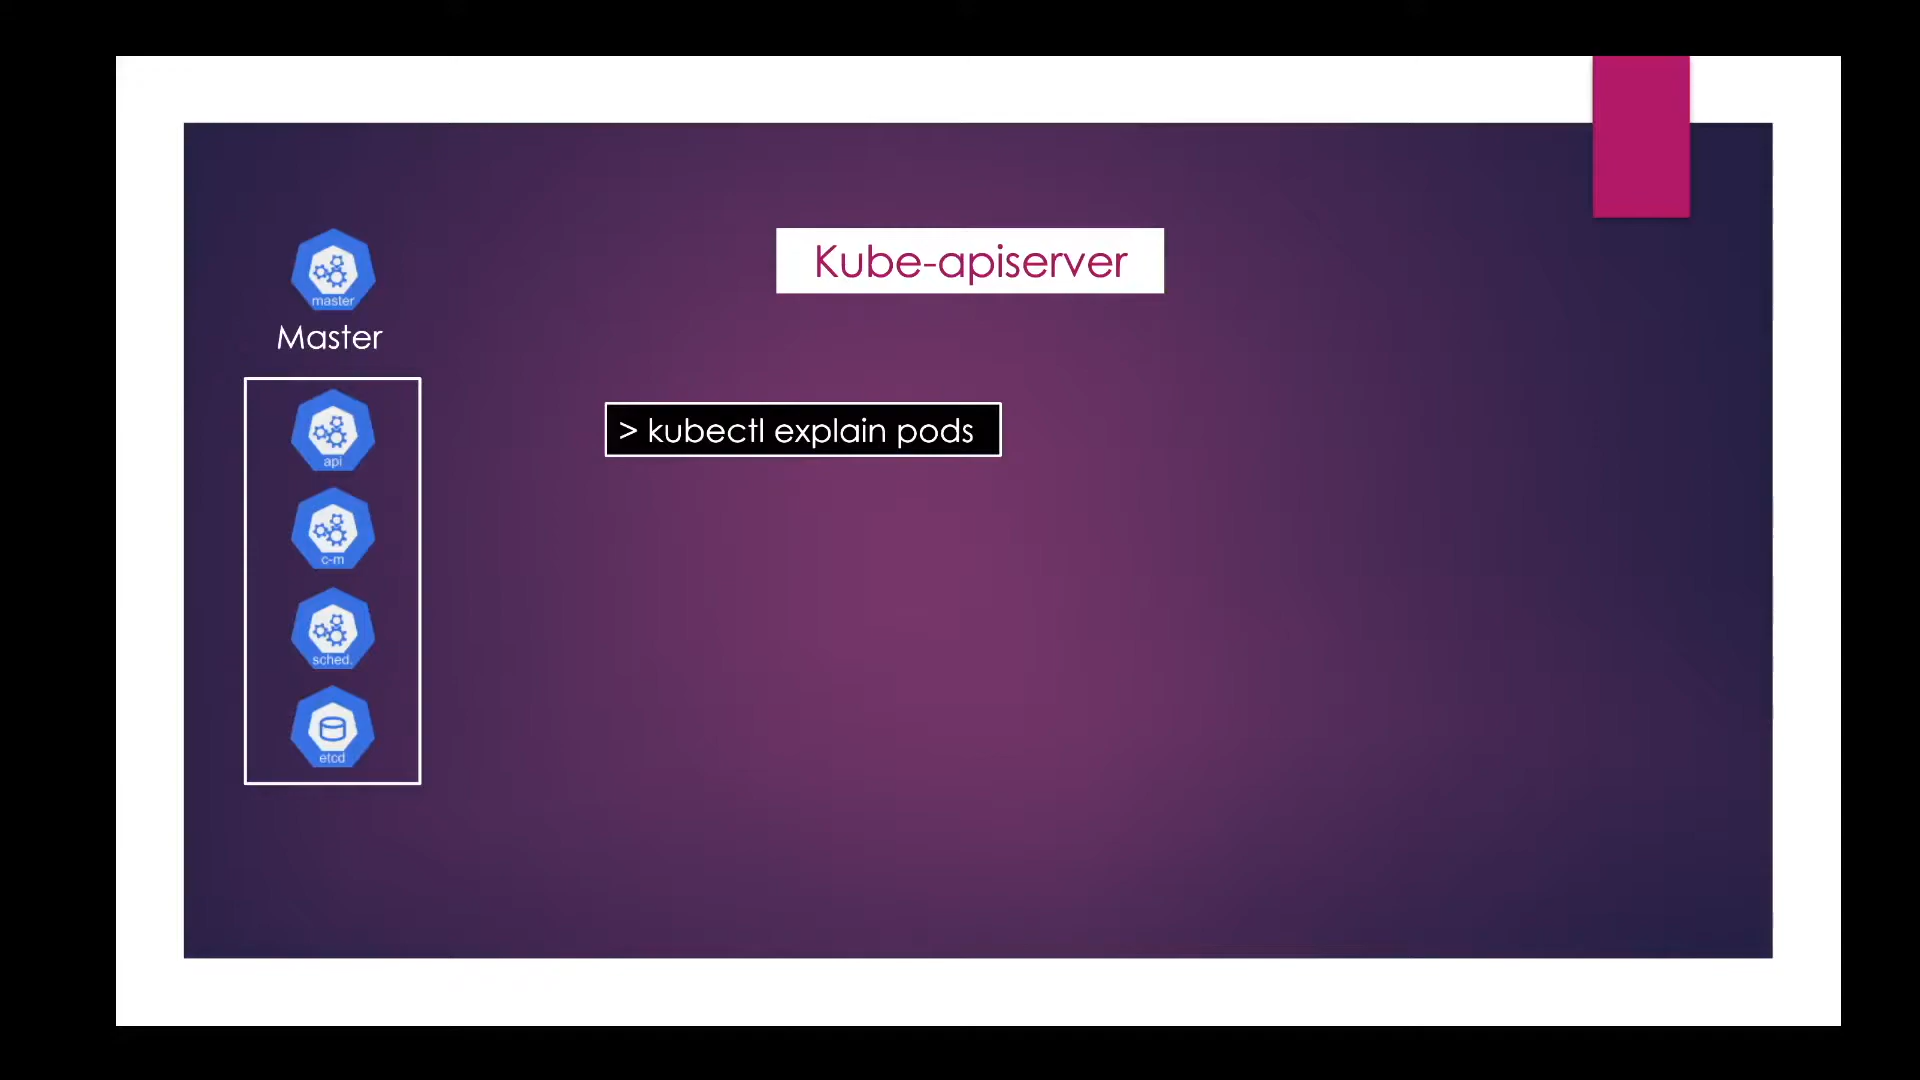 Kube-apiserver
master
Master
api
> kubectl explain pods
c-m
sched.
etcd